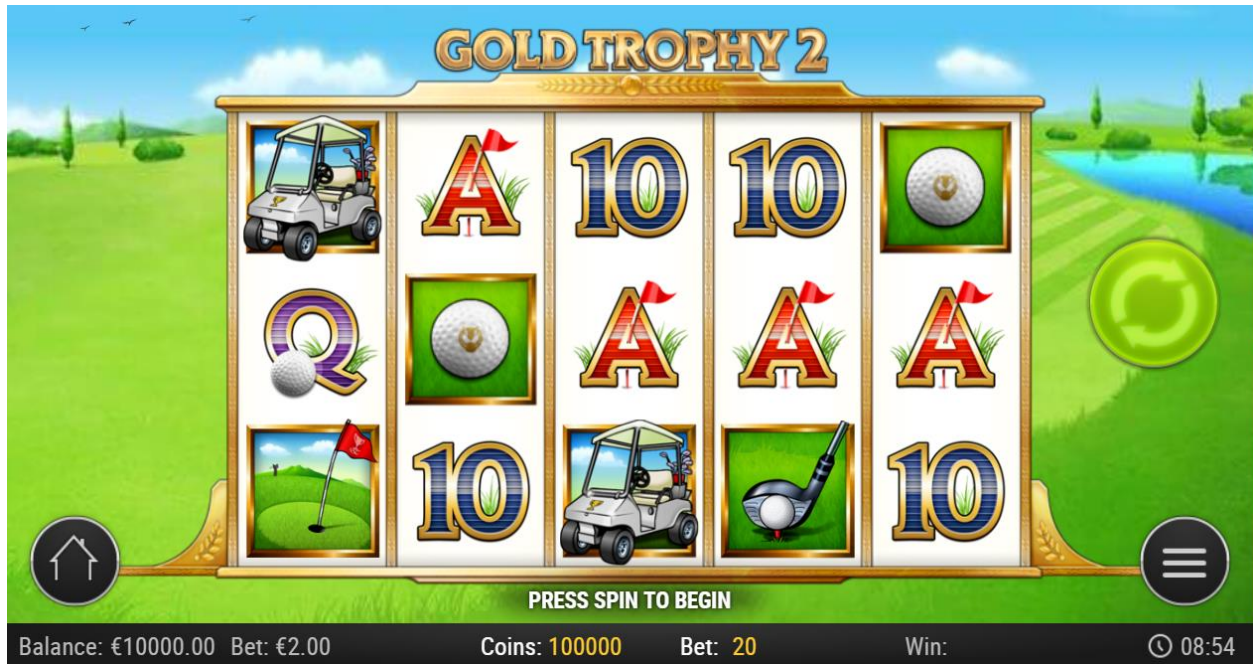 GOLD TROPHY 2
A 10 10
Q A A A
10 10
PRESS SPIN TO BEGIN
Balance: €10000.00 Bet: €2.00 Coins: 100000 Bet: 20 Win: 08:54